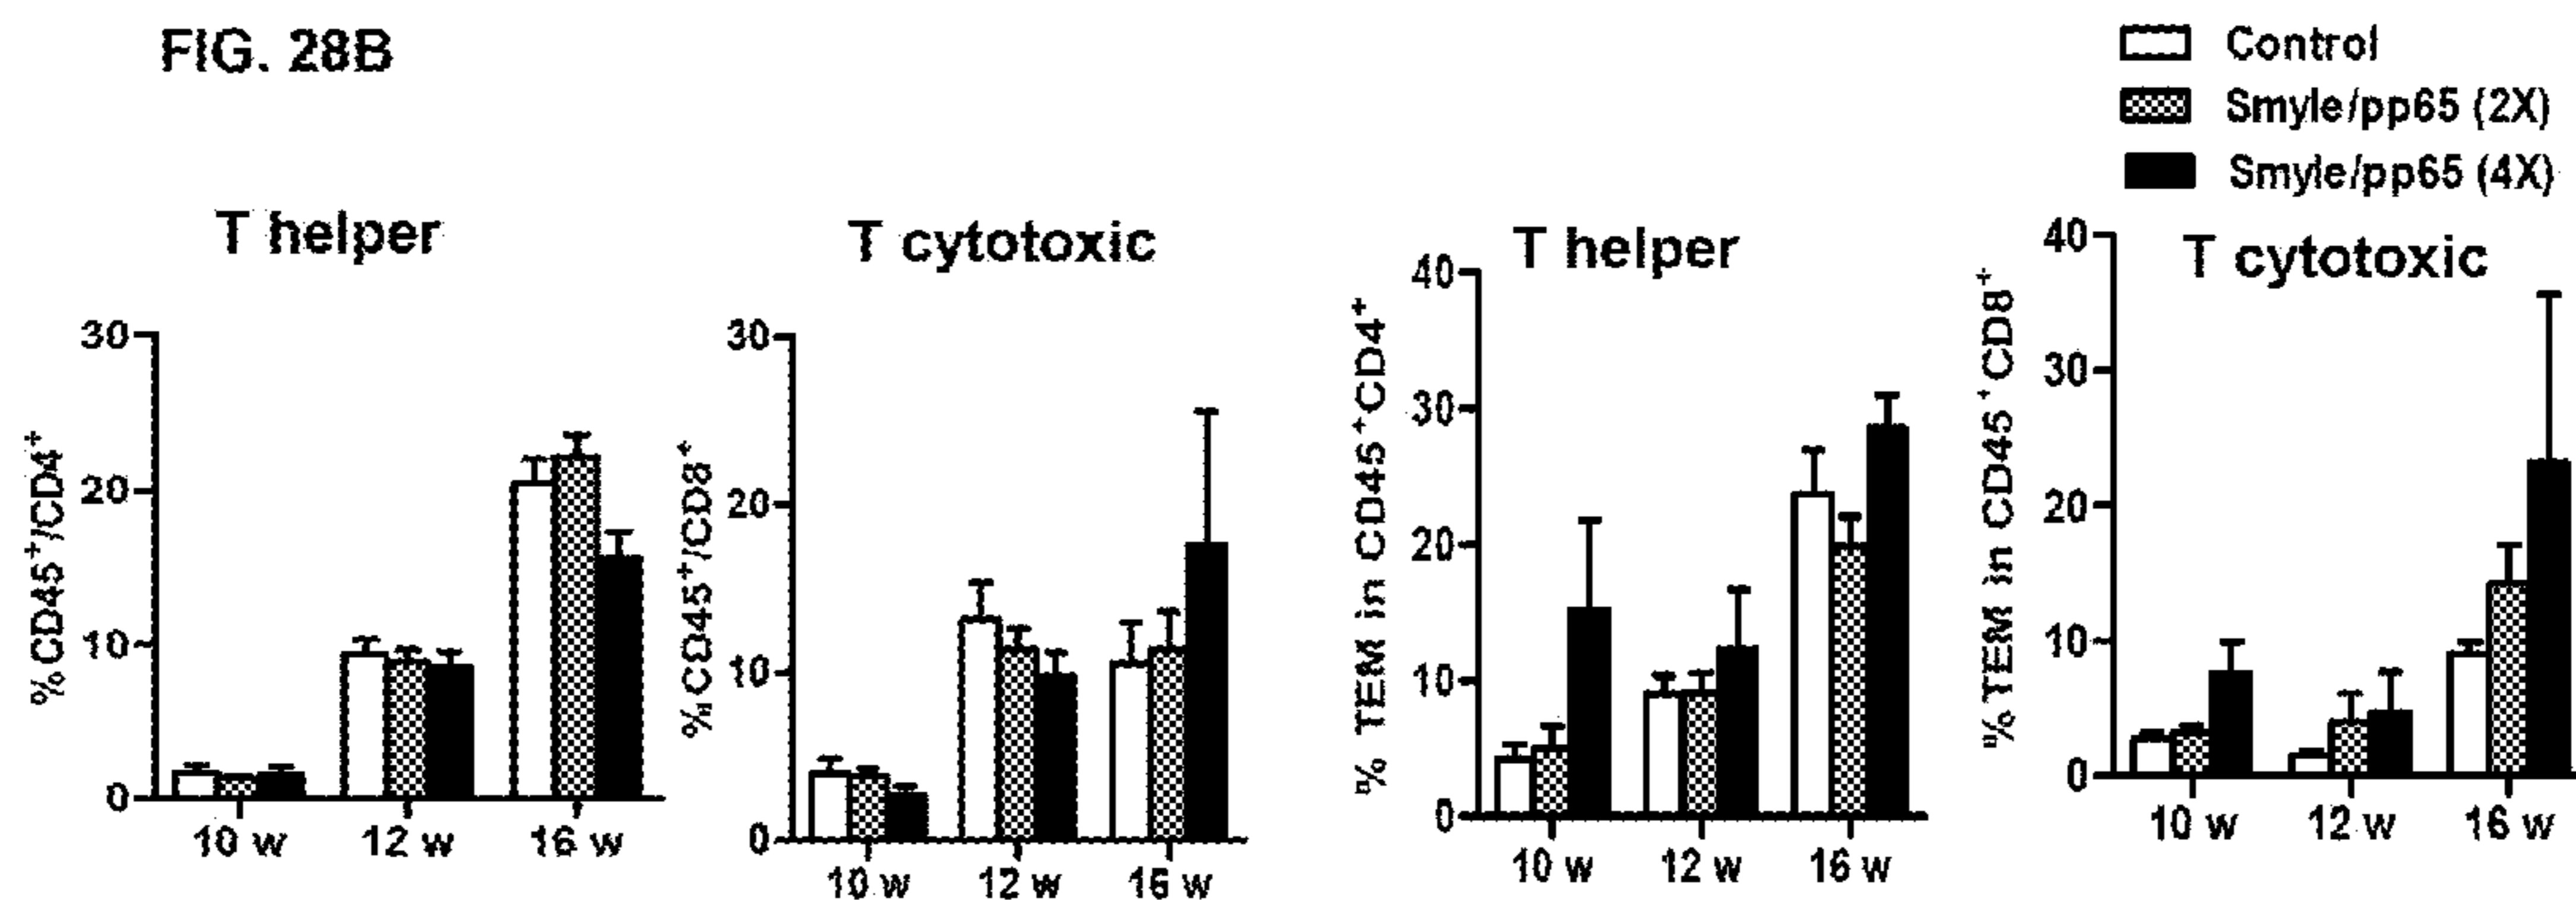 FIG. 28B
Control
Smyle/pp65 (2X)
Smyle/pp65 (4X)
T helper
% CD45⁺/CD4⁺
30
20
10
0
10 w 12 w 16 w
T cytotoxic
% CD45⁺/CD8⁺
30
20
10
0
10 w 12 w 16 w
T helper
% TEM in CD45⁺CD4⁺
40
30
20
10
0
10 w 12 w 16 w
T cytotoxic
% TEM in CD45⁺CD8⁺
40
30
20
10
0
10 w 12 w 16 w